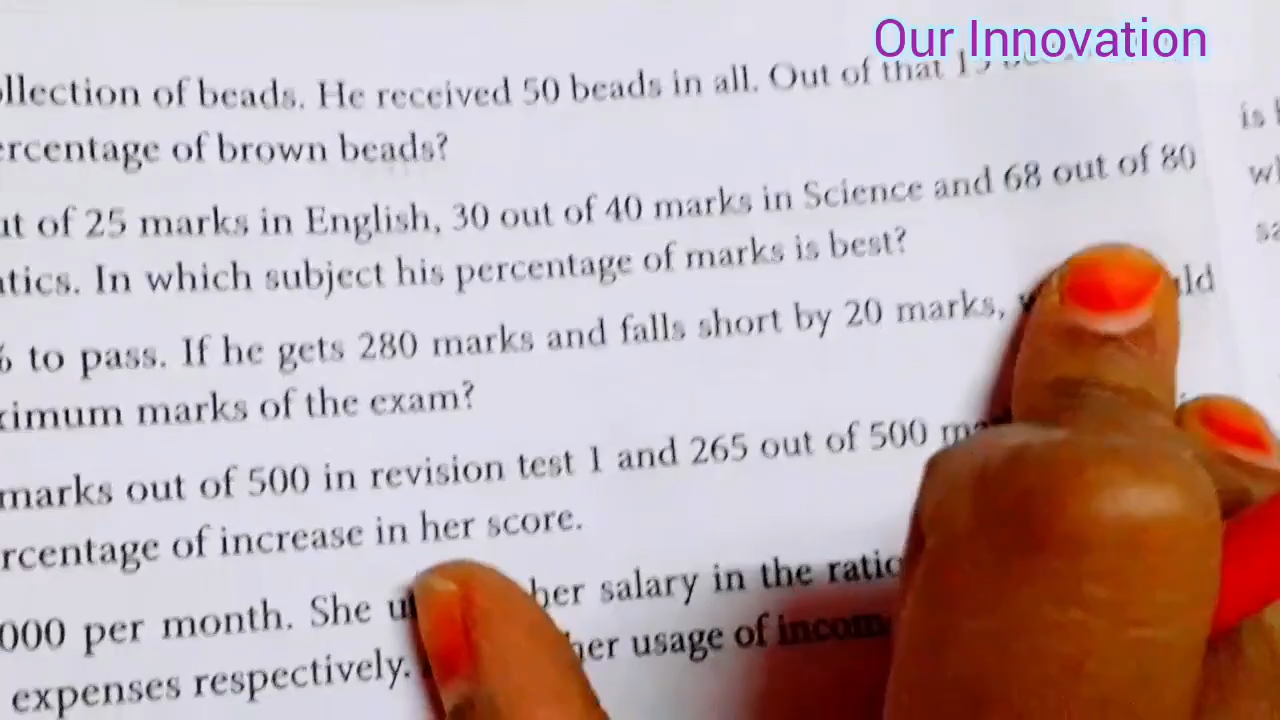 Our Innovation
ollection of beads. He received 50 beads in all. Out of that 15
ercentage of brown beads?
ut of 25 marks in English, 30 out of 40 marks in Science and 68 out of 80
atics. In which subject his percentage of marks is best?
% to pass. If he gets 280 marks and falls short by 20 marks,
ximum marks of the exam?
marks out of 500 in revision test 1 and 265 out of 500
rcentage of increase in her score.
000 per month. She her salary in the ratio
expenses respectively. her usage of incom
is